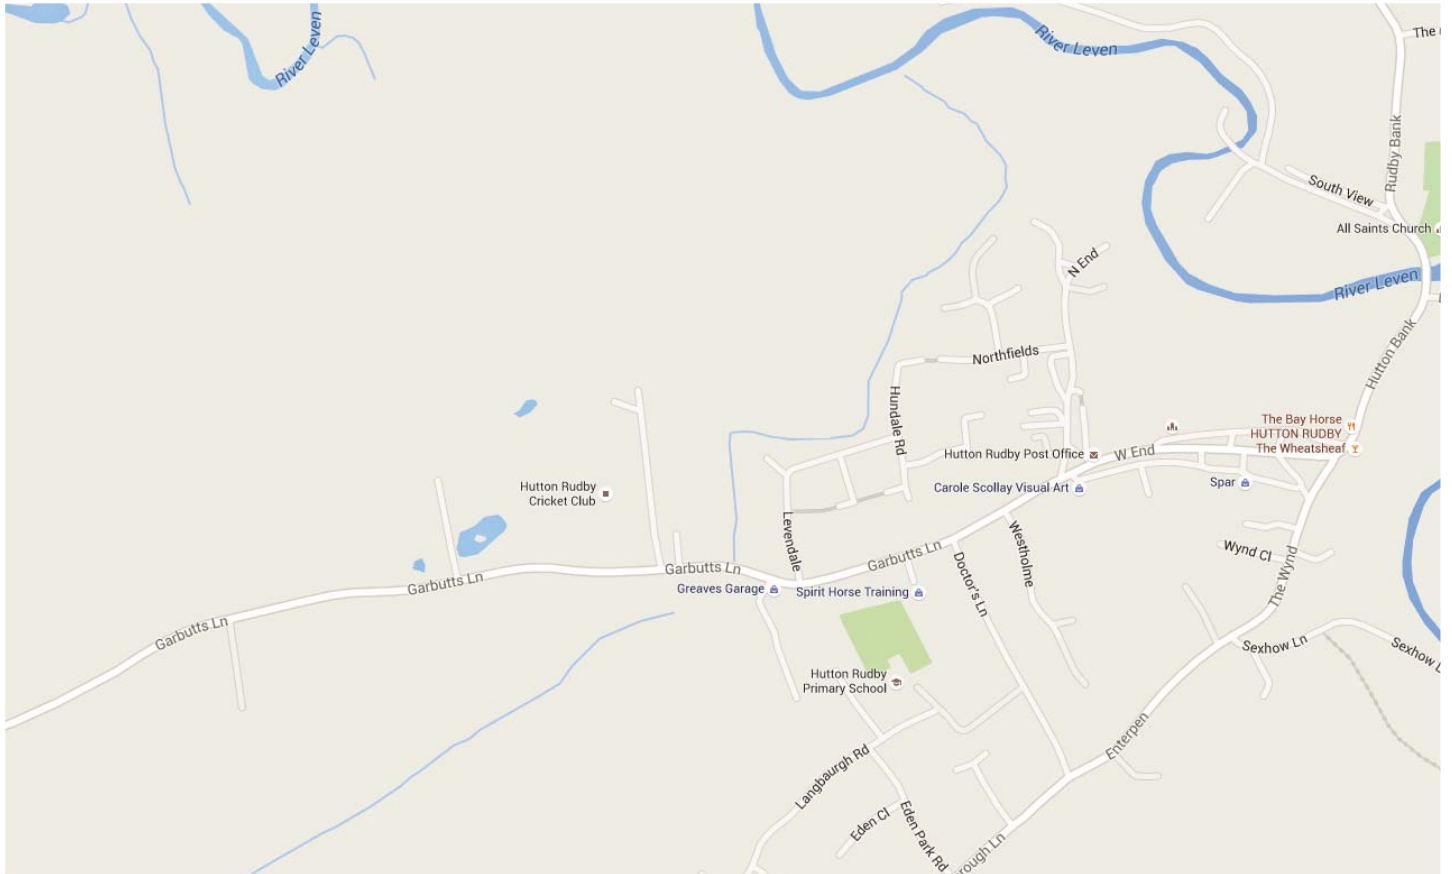 River Leven
River Leven
The
Rudby Bank
South View
All Saints Church
River Leven
N End
Northfields
Hutton Bank
Hundale Rd
The Bay Horse
HUTTON RUDBY
The Wheatsheaf
Hutton Rudby Post Office
W End
Carole Scollay Visual Art
Spar
Hutton Rudby
Cricket Club
Levendale
Westholme
Wynd Cl
The Wynd
Garbutts Ln
Garbutts Ln
Garbutts Ln
Garbutts Ln
Greaves Garage
Spirit Horse Training
Doctor's Ln
Sexhow Ln
Sexhow L
Hutton Rudby
Primary School
Enterpen
Langbaurgh Rd
Eden Cl
Eden Park Rd
rough Ln